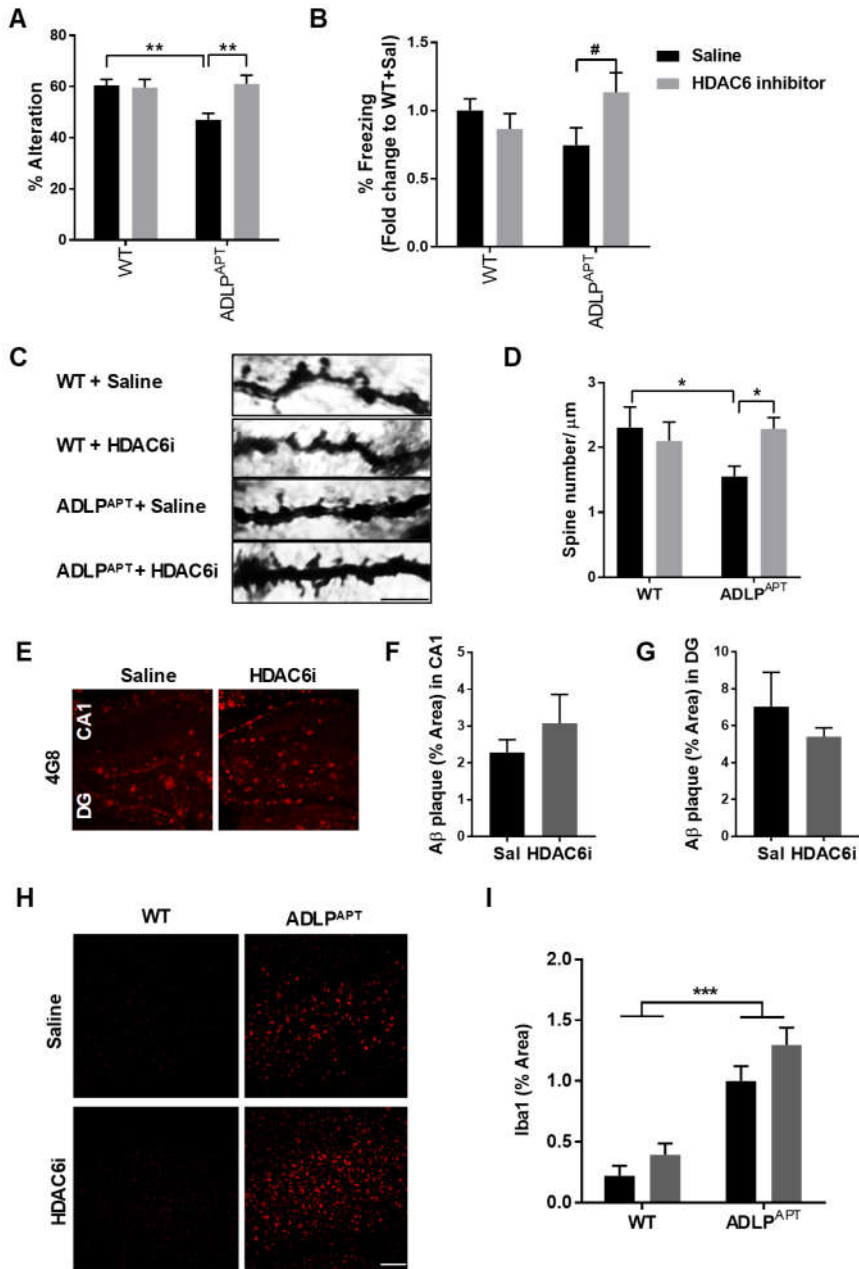 A
% Alteration
80
60
40
20
0
**
**
WT
ADLPAPT
B
% Freezing
(Fold change to WT+Sal)
1.5
1.0
0.5
0.0
#
WT
ADLPAPT
Saline
HDAC6 inhibitor
C
WT + Saline
WT + HDAC6i
ADLPAPT + Saline
ADLPAPT + HDAC6i
D
Spine number/ μm
3
2
1
0
*
*
WT
ADLPAPT
E
Saline
HDAC6i
4G8
CA1
DG
F
Aβ plaque (% Area) in CA1
5
4
3
2
1
0
Sal HDAC6i
G
Aβ plaque (% Area) in DG
10
8
6
4
2
0
Sal HDAC6i
H
WT
ADLPAPT
Saline
HDAC6i
I
Iba1 (% Area)
2.0
1.5
1.0
0.5
0.0
***
WT
ADLPAPT